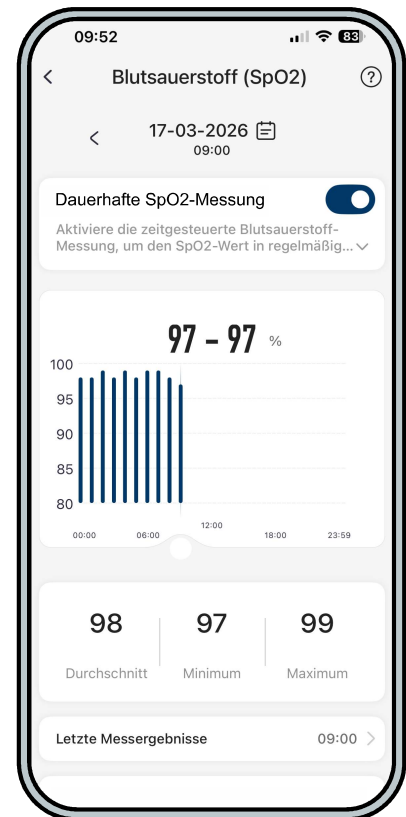 09:52
83
Blutsauerstoff (SpO2)
?
17-03-2026
09:00
Dauerhafte SpO2-Messung
Aktiviere die zeitgesteuerte Blutsauerstoff-
Messung, um den SpO2-Wert in regelmäßig...
97 – 97 %
100
95
90
85
80
00:00 06:00 12:00 18:00 23:59
98 97 99
Durchschnitt Minimum Maximum
Letzte Messergebnisse 09:00